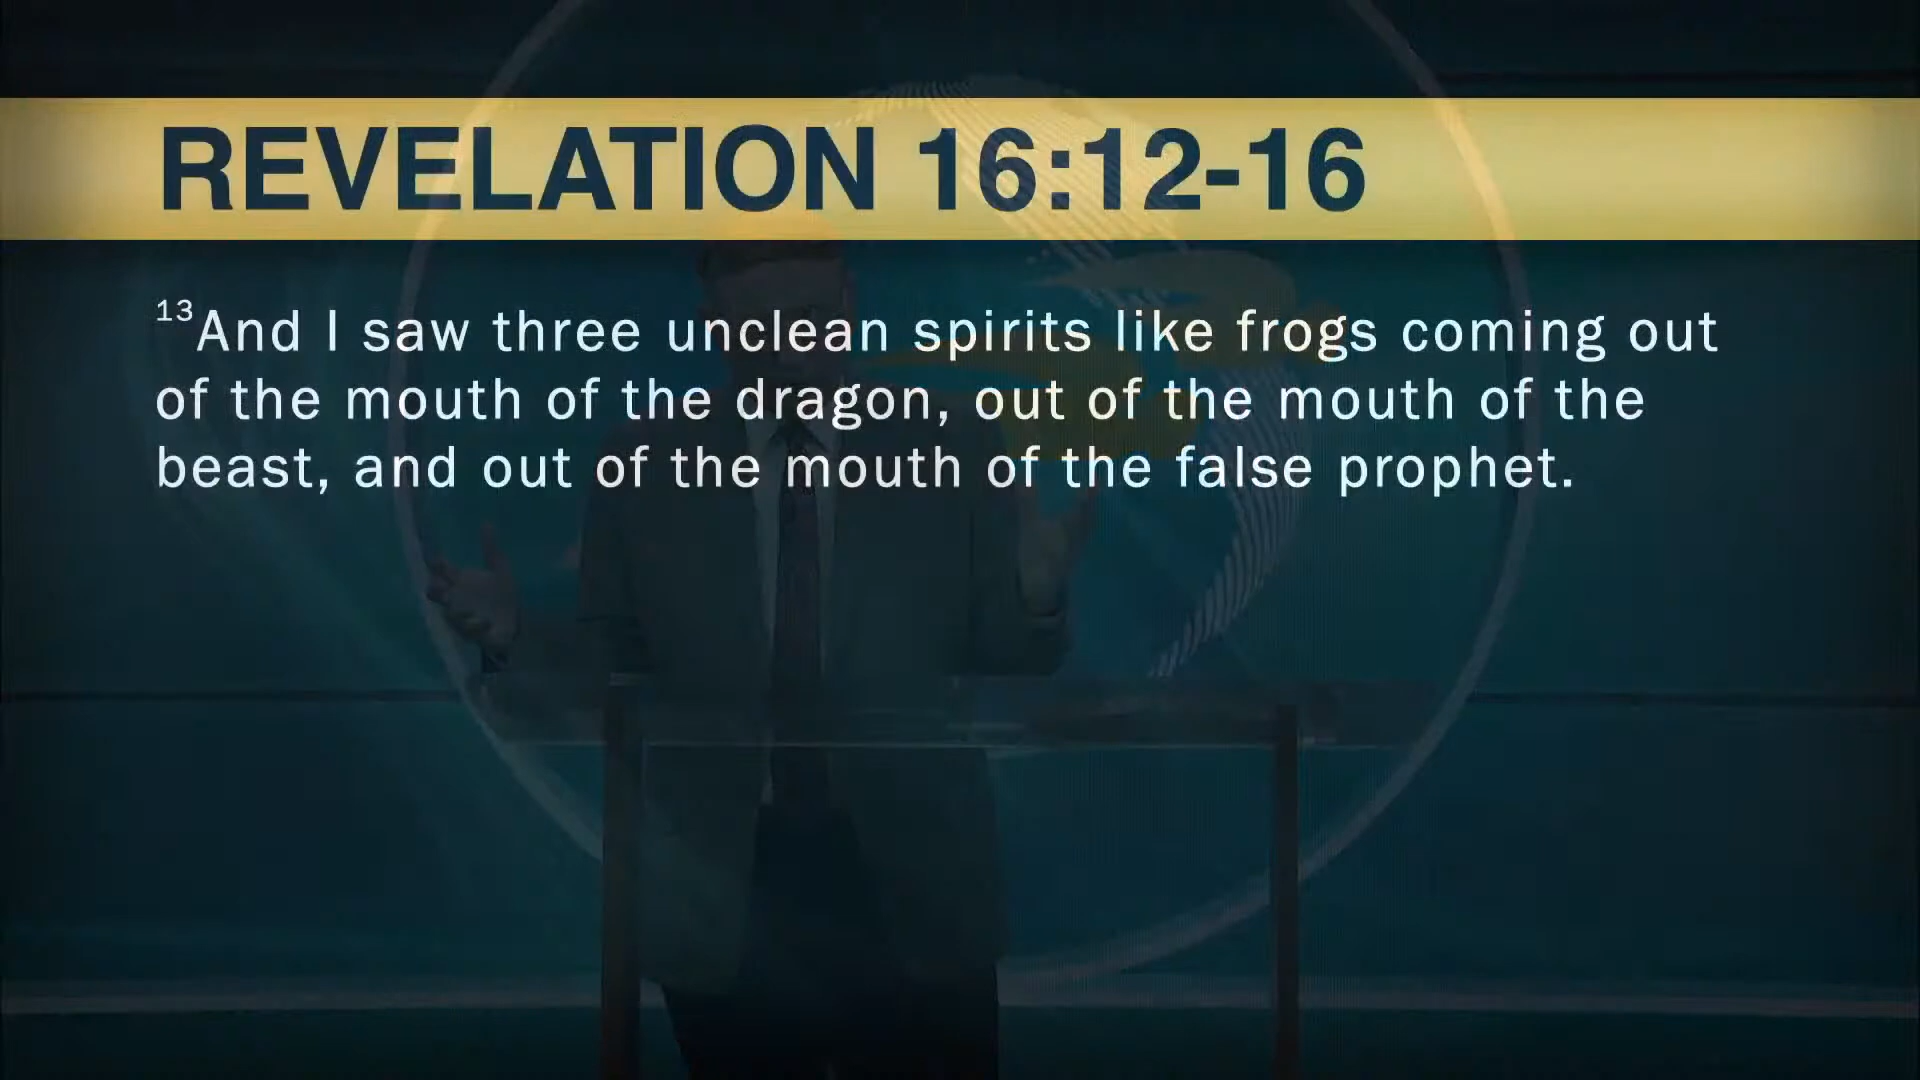 REVELATION 16:12-16
13And I saw three unclean spirits like frogs coming out
of the mouth of the dragon, out of the mouth of the
beast, and out of the mouth of the false prophet.